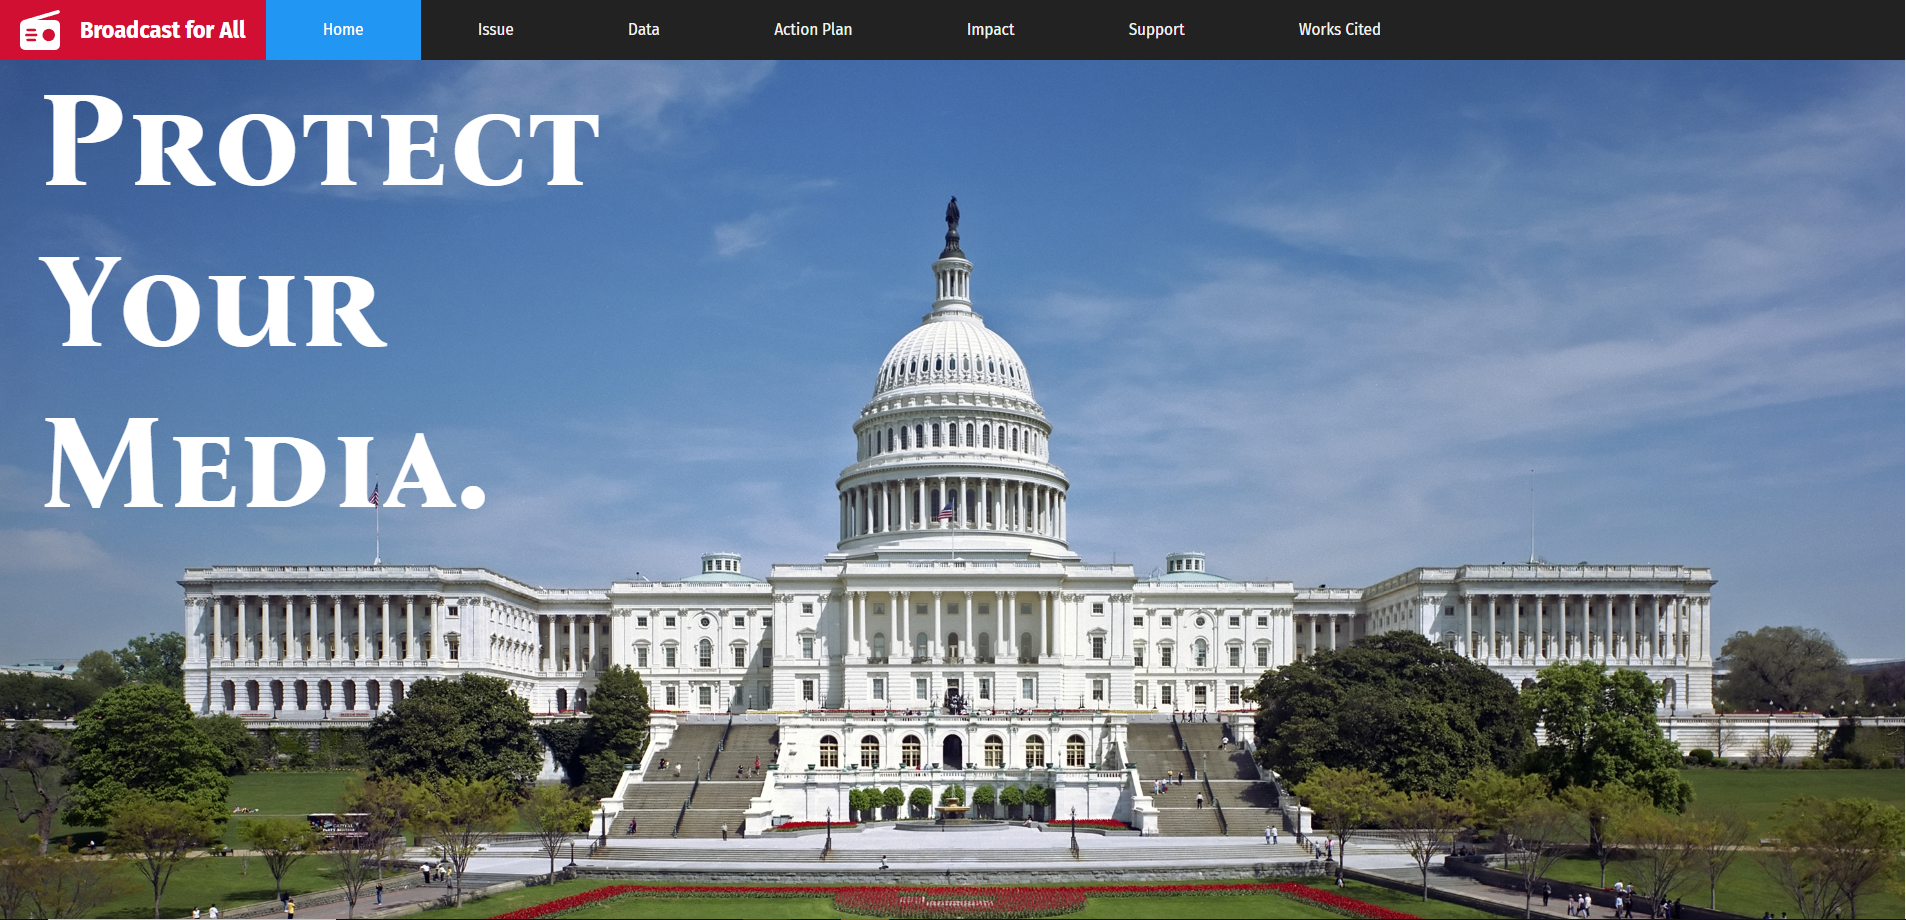 Broadcast for All
Home
Issue
Data
Action Plan
Impact
Support
Works Cited
Protect
Your
Media.